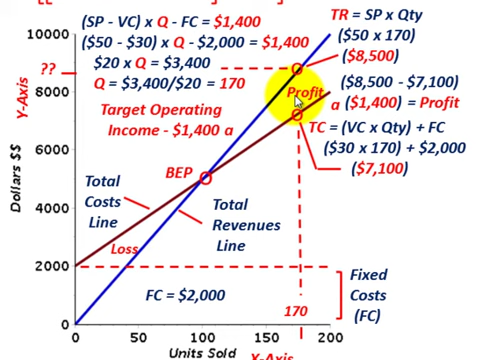 (SP - VC) x Q - FC = $1,400
($50 - $30) x Q - $2,000 = $1,400
$20 x Q = $3,400
Q = $3,400/$20 = 170
Target Operating
Income - $1,400 a
TR = SP x Qty
($50 x 170)
($8,500)
($8,500 - $7,100)
a ($1,400) = Profit
TC = (VC x Qty) + FC
($30 x 170) + $2,000
($7,100)
Profit
BEP
Total
Costs
Line
Total
Revenues
Line
Loss
FC = $2,000
Fixed
Costs
(FC)
170
??
Y-Axis
Dollars $$
10000
8000
6000
4000
2000
0
0
50
100
150
200
Units Sold
X-Axis